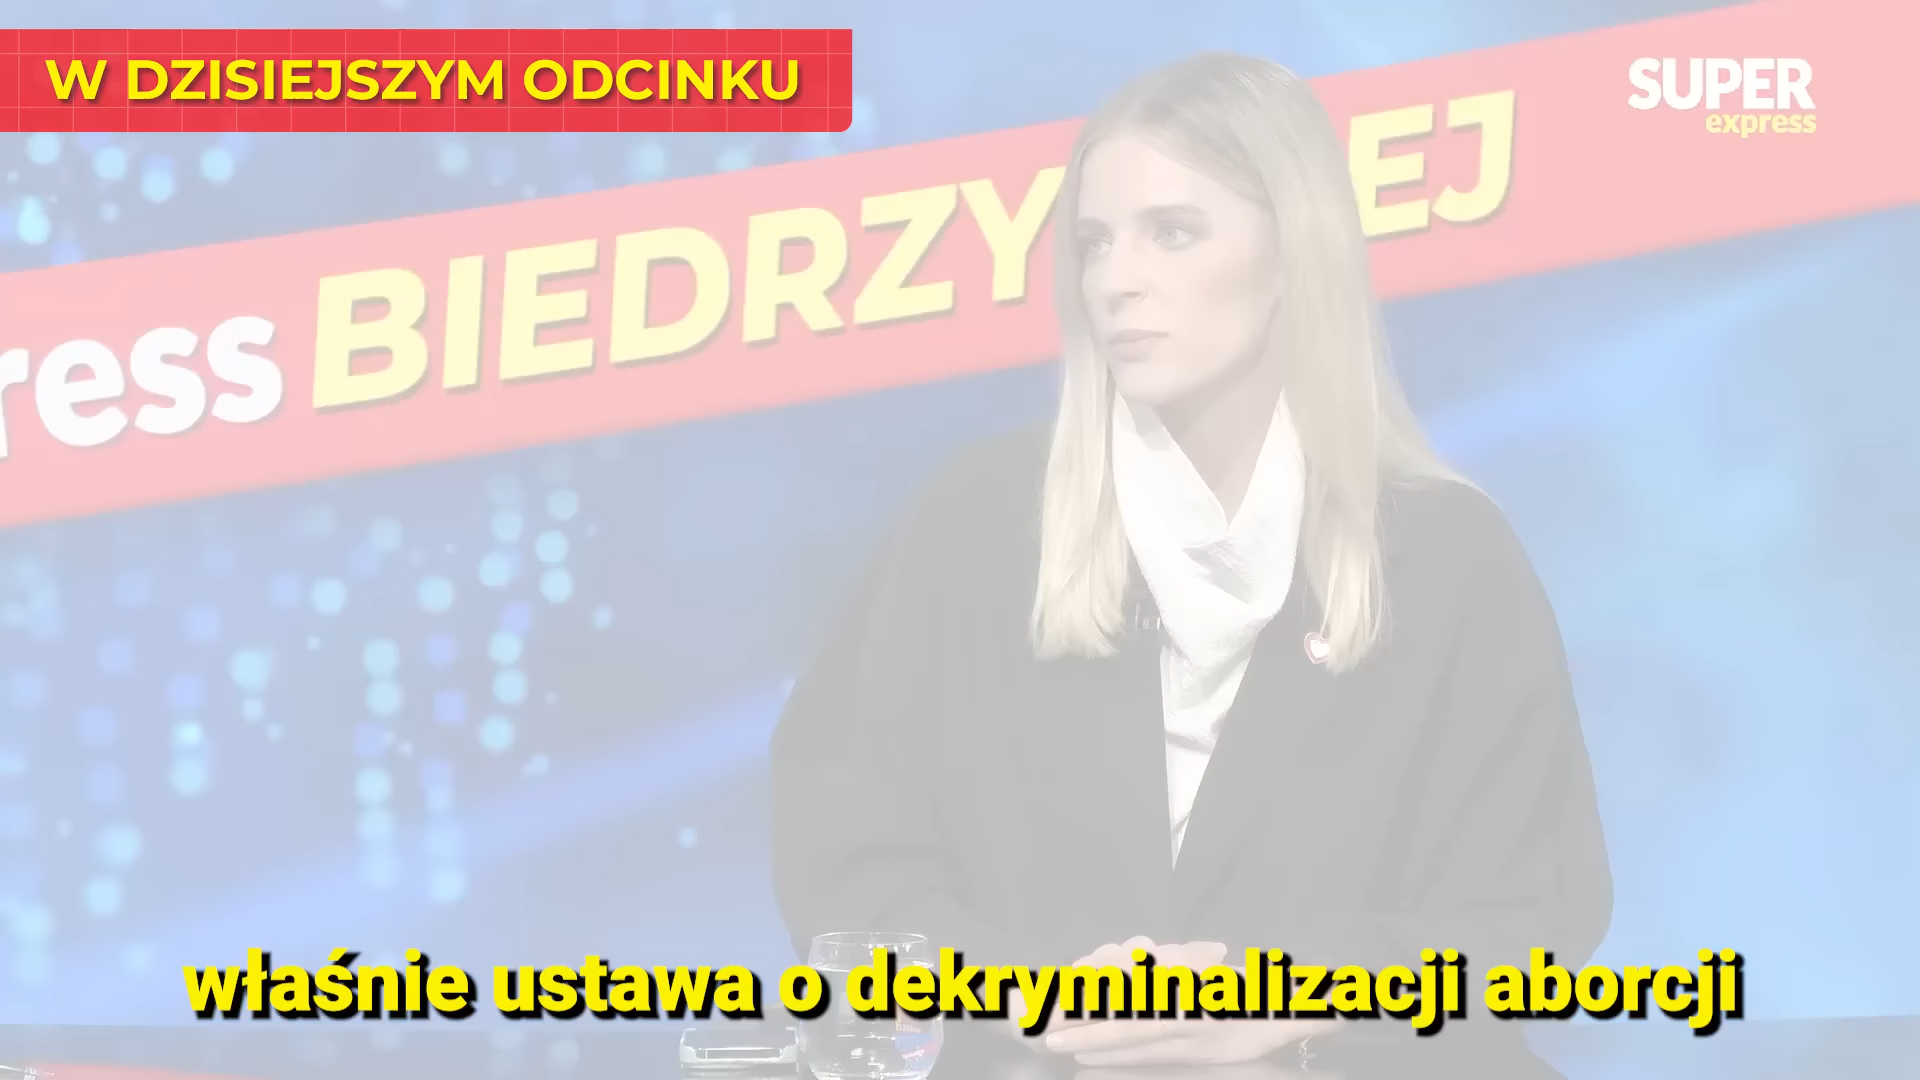 W DZISIEJSZYM ODCINKU
SUPER
express
ress BIEDRZY EJ
właśnie ustawa o dekryminalizacji aborcji